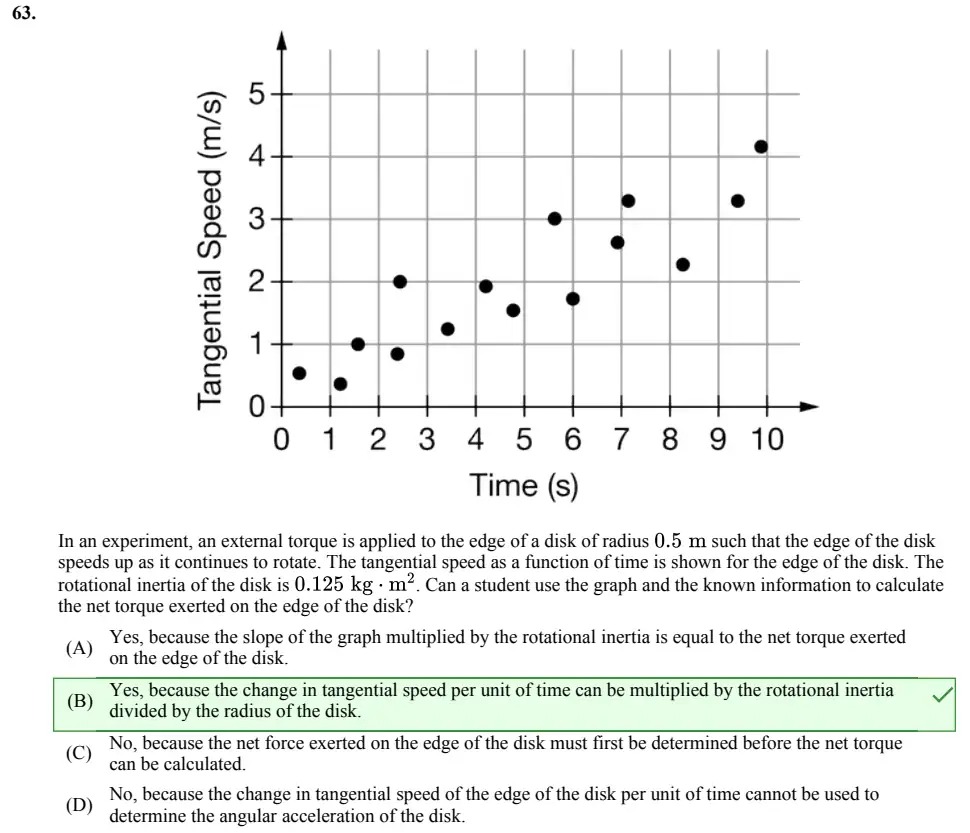 63.
Tangential Speed (m/s)
5
4
3
2
1
0
0 1 2 3 4 5 6 7 8 9 10
Time (s)
In an experiment, an external torque is applied to the edge of a disk of radius 0.5 m such that the edge of the disk
speeds up as it continues to rotate. The tangential speed as a function of time is shown for the edge of the disk. The
rotational inertia of the disk is 0.125 kg · m². Can a student use the graph and the known information to calculate
the net torque exerted on the edge of the disk?
(A) Yes, because the slope of the graph multiplied by the rotational inertia is equal to the net torque exerted
on the edge of the disk.
(B) Yes, because the change in tangential speed per unit of time can be multiplied by the rotational inertia
divided by the radius of the disk.
(C) No, because the net force exerted on the edge of the disk must first be determined before the net torque
can be calculated.
(D) No, because the change in tangential speed of the edge of the disk per unit of time cannot be used to
determine the angular acceleration of the disk.